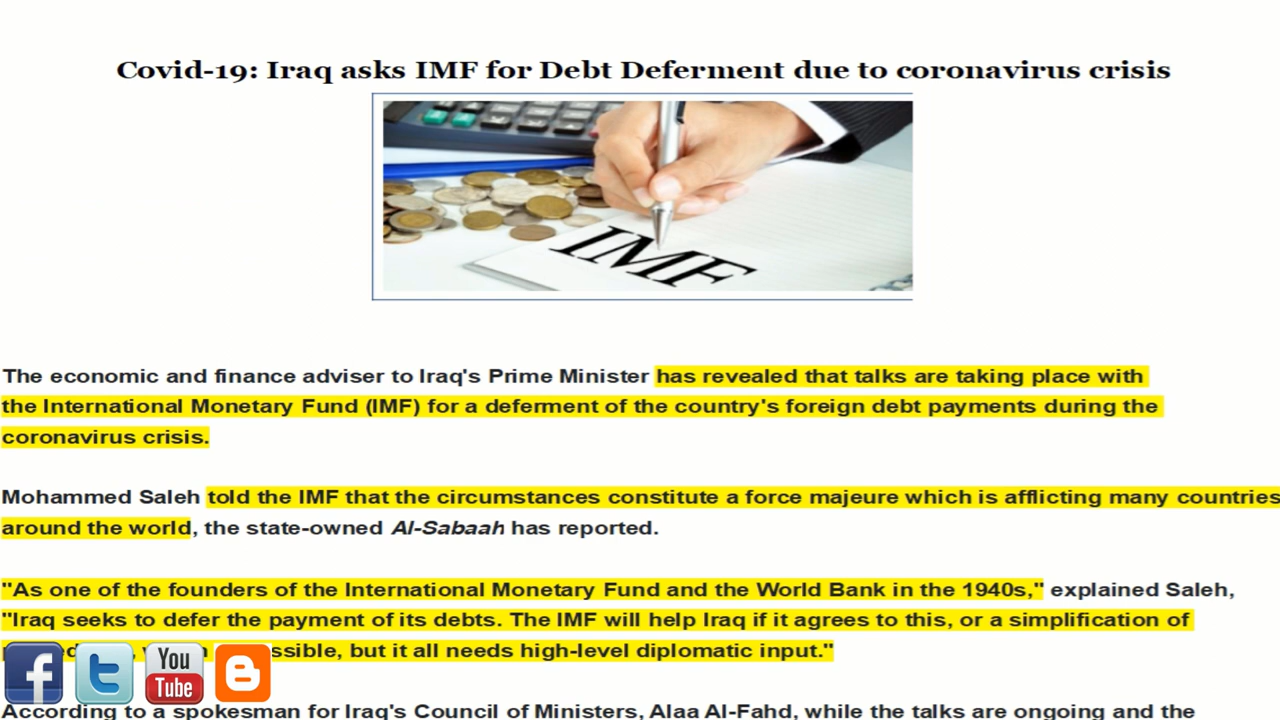 Covid-19: Iraq asks IMF for Debt Deferment due to coronavirus crisis
IMF
The economic and finance adviser to Iraq's Prime Minister has revealed that talks are taking place with
the International Monetary Fund (IMF) for a deferment of the country's foreign debt payments during the
coronavirus crisis.
Mohammed Saleh told the IMF that the circumstances constitute a force majeure which is afflicting many countries
around the world, the state-owned Al-Sabaah has reported.
"As one of the founders of the International Monetary Fund and the World Bank in the 1940s," explained Saleh,
"Iraq seeks to defer the payment of its debts. The IMF will help Iraq if it agrees to this, or a simplification of
but it all needs high-level diplomatic input."
f t You Tube B
According to a spokesman for Iraq's Council of Ministers, Alaa Al-Fahd, while the talks are ongoing and the